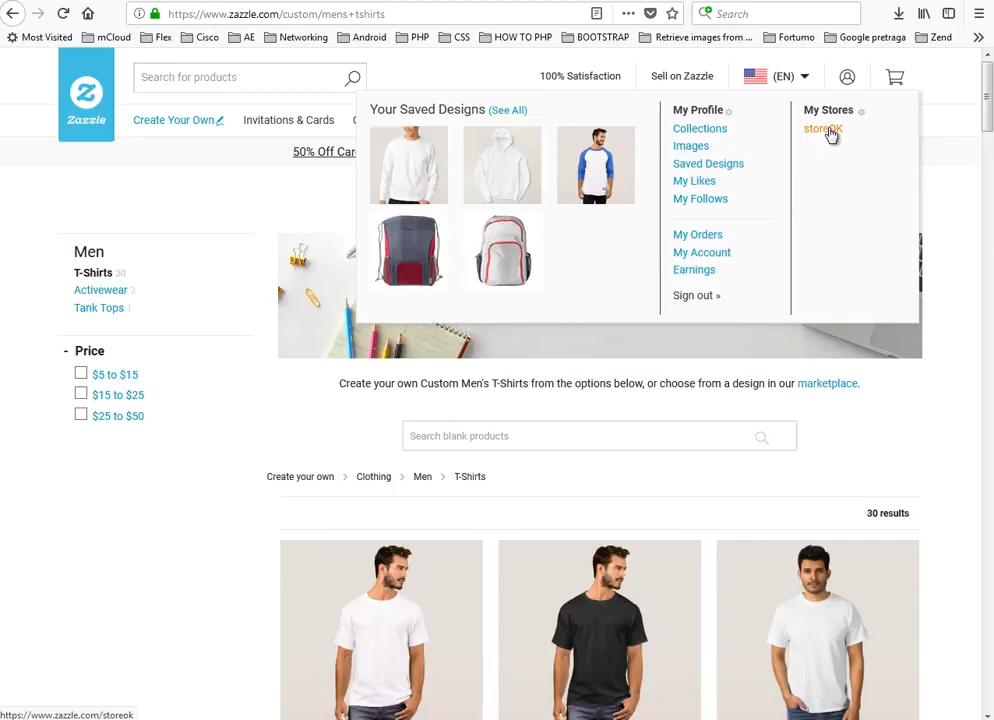 https://www.zazzle.com/custom/mens+tshirts
Search
Most Visited
mCloud
Flex
Cisco
AE
Networking
Android
PHP
CSS
HOW TO PHP
BOOTSTRAP
Retrieve images from ...
Fortumo
Google pretraga
Zend
Z
Zazzle
Search for products
100% Satisfaction
Sell on Zazzle
(EN)
Create Your Own
Invitations & Cards
50% Off Car
Your Saved Designs (See All)
My Profile
Collections
Images
Saved Designs
My Likes
My Follows
My Orders
My Account
Earnings
Sign out »
My Stores
storeOK
Men
T-Shirts 30
Activewear 3
Tank Tops 1
- Price
$5 to $15
$15 to $25
$25 to $50
Create your own Custom Men's T-Shirts from the options below, or choose from a design in our marketplace.
Search blank products
Create your own > Clothing > Men > T-Shirts
30 results
https://www.zazzle.com/storeok